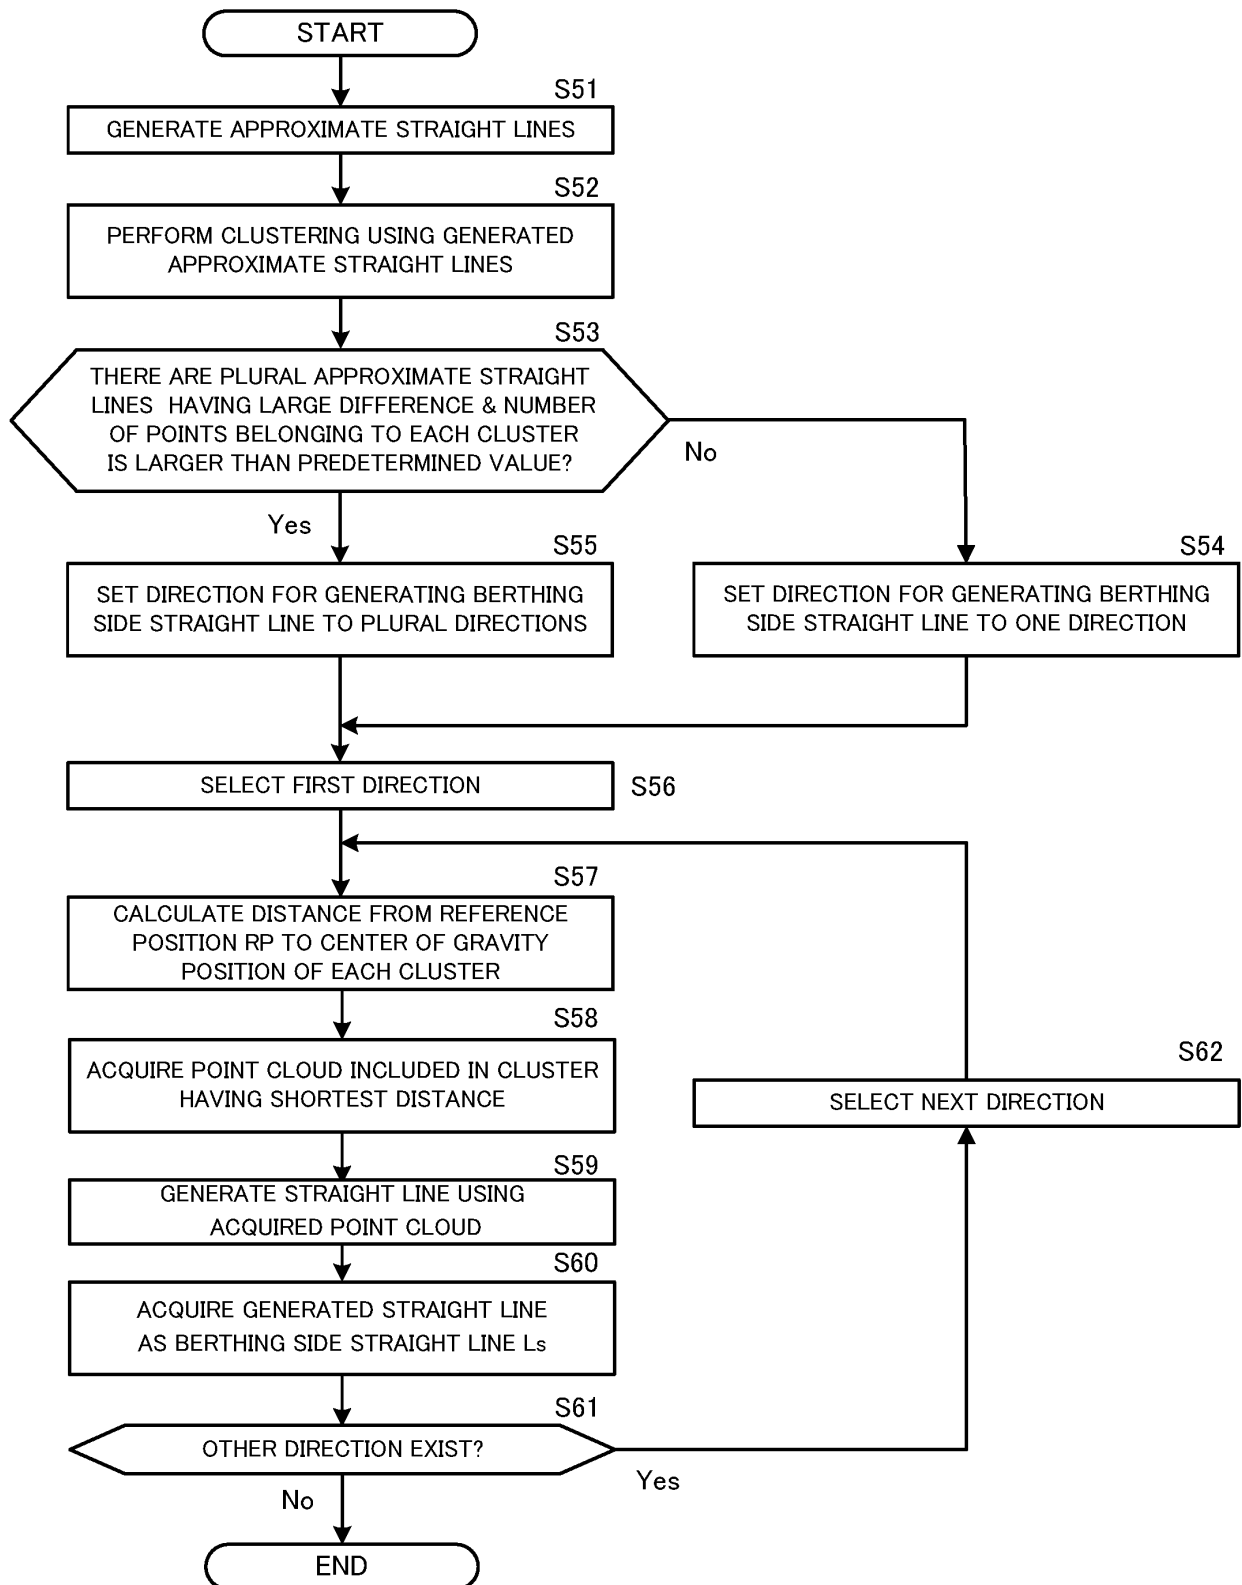 START
S51
GENERATE APPROXIMATE STRAIGHT LINES
S52
PERFORM CLUSTERING USING GENERATED
APPROXIMATE STRAIGHT LINES
S53
THERE ARE PLURAL APPROXIMATE STRAIGHT
LINES HAVING LARGE DIFFERENCE & NUMBER
OF POINTS BELONGING TO EACH CLUSTER
IS LARGER THAN PREDETERMINED VALUE?
No
Yes
S55
SET DIRECTION FOR GENERATING BERTHING
SIDE STRAIGHT LINE TO PLURAL DIRECTIONS
S54
SET DIRECTION FOR GENERATING BERTHING
SIDE STRAIGHT LINE TO ONE DIRECTION
SELECT FIRST DIRECTION
S56
S57
CALCULATE DISTANCE FROM REFERENCE
POSITION RP TO CENTER OF GRAVITY
POSITION OF EACH CLUSTER
S58
ACQUIRE POINT CLOUD INCLUDED IN CLUSTER
HAVING SHORTEST DISTANCE
S62
SELECT NEXT DIRECTION
S59
GENERATE STRAIGHT LINE USING
ACQUIRED POINT CLOUD
S60
ACQUIRE GENERATED STRAIGHT LINE
AS BERTHING SIDE STRAIGHT LINE Ls
S61
OTHER DIRECTION EXIST?
Yes
No
END